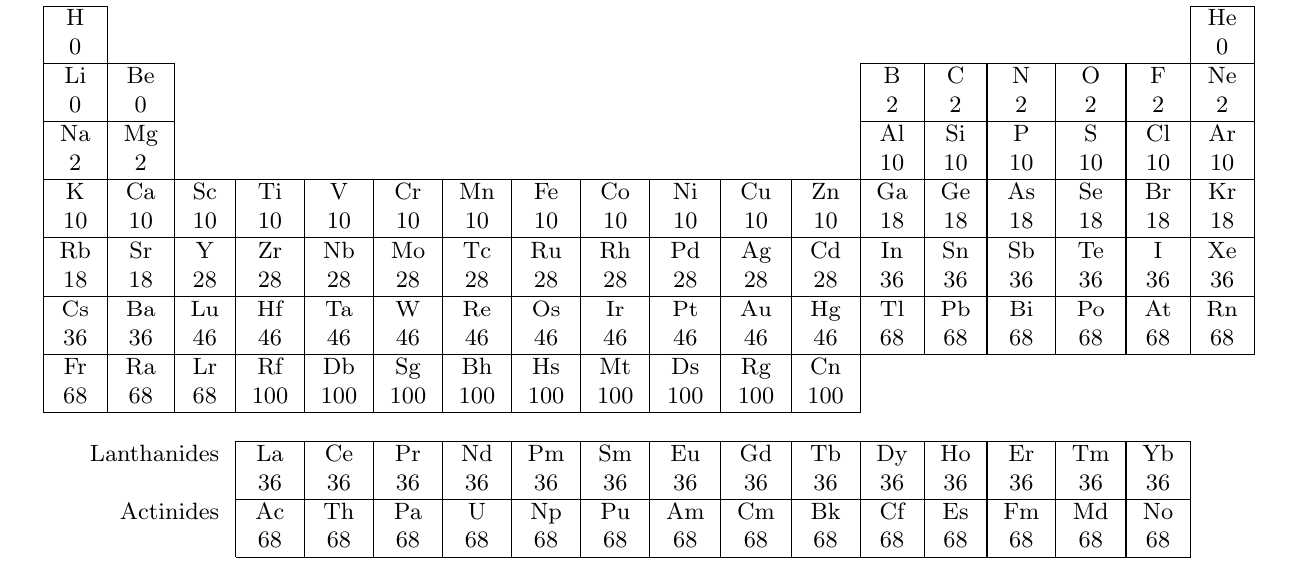 H He
0 0
Li Be B C N O F Ne
0 0 2 2 2 2 2 2
Na Mg Al Si P S Cl Ar
2 2 10 10 10 10 10 10
K Ca Sc Ti V Cr Mn Fe Co Ni Cu Zn Ga Ge As Se Br Kr
10 10 10 10 10 10 10 10 10 10 10 10 18 18 18 18 18 18
Rb Sr Y Zr Nb Mo Tc Ru Rh Pd Ag Cd In Sn Sb Te I Xe
18 18 28 28 28 28 28 28 28 28 28 28 36 36 36 36 36 36
Cs Ba Lu Hf Ta W Re Os Ir Pt Au Hg Tl Pb Bi Po At Rn
36 36 46 46 46 46 46 46 46 46 46 46 68 68 68 68 68 68
Fr Ra Lr Rf Db Sg Bh Hs Mt Ds Rg Cn
68 68 68 100 100 100 100 100 100 100 100 100
Lanthanides La Ce Pr Nd Pm Sm Eu Gd Tb Dy Ho Er Tm Yb
36 36 36 36 36 36 36 36 36 36 36 36 36 36
Actinides Ac Th Pa U Np Pu Am Cm Bk Cf Es Fm Md No
68 68 68 68 68 68 68 68 68 68 68 68 68 68